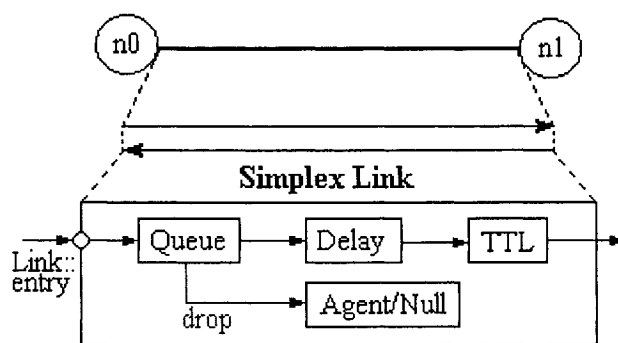 n0
n1
Simplex Link
Queue
Delay
TTL
Link::
entry
drop
Agent/Null